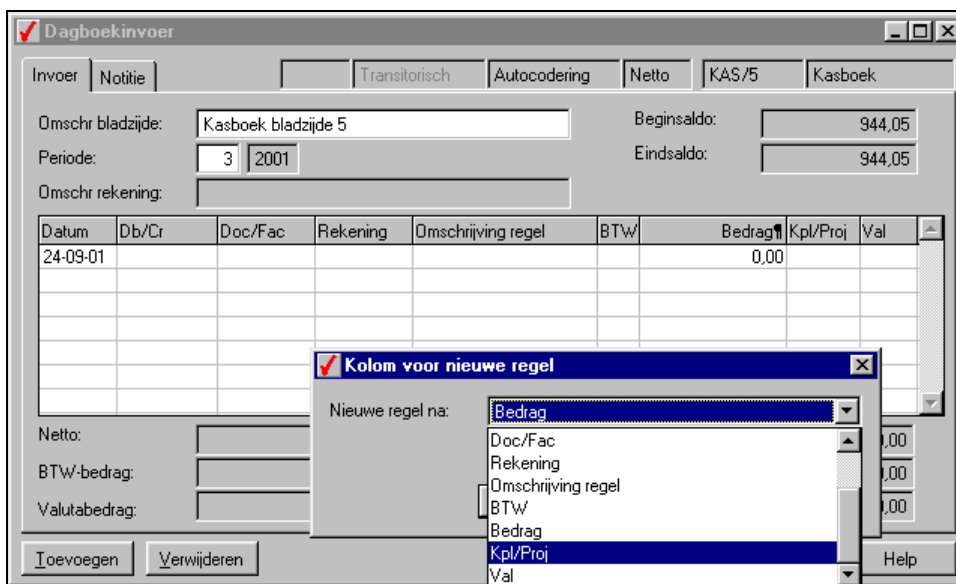 Dagboekinvoer
Invoer Notitie Transitorisch Autocodering Netto KAS/5 Kasboek
Omschr bladzijde: Kasboek bladzijde 5 Beginsaldo: 944,05
Periode: 3 2001 Eindsaldo: 944,05
Omschr rekening:
Datum Db/Cr Doc/Fac Rekening Omschrijving regel BTW Bedrag¶ Kpl/Proj Val
24-09-01 0,00
Kolom voor nieuwe regel
Nieuwe regel na: Bedrag
Doc/Fac
Rekening
Omschrijving regel
BTW
Bedrag
Kpl/Proj
Val
Netto: ,00
BTW-bedrag: ,00
Valutabedrag: ,00
Toevoegen Verwijderen Help